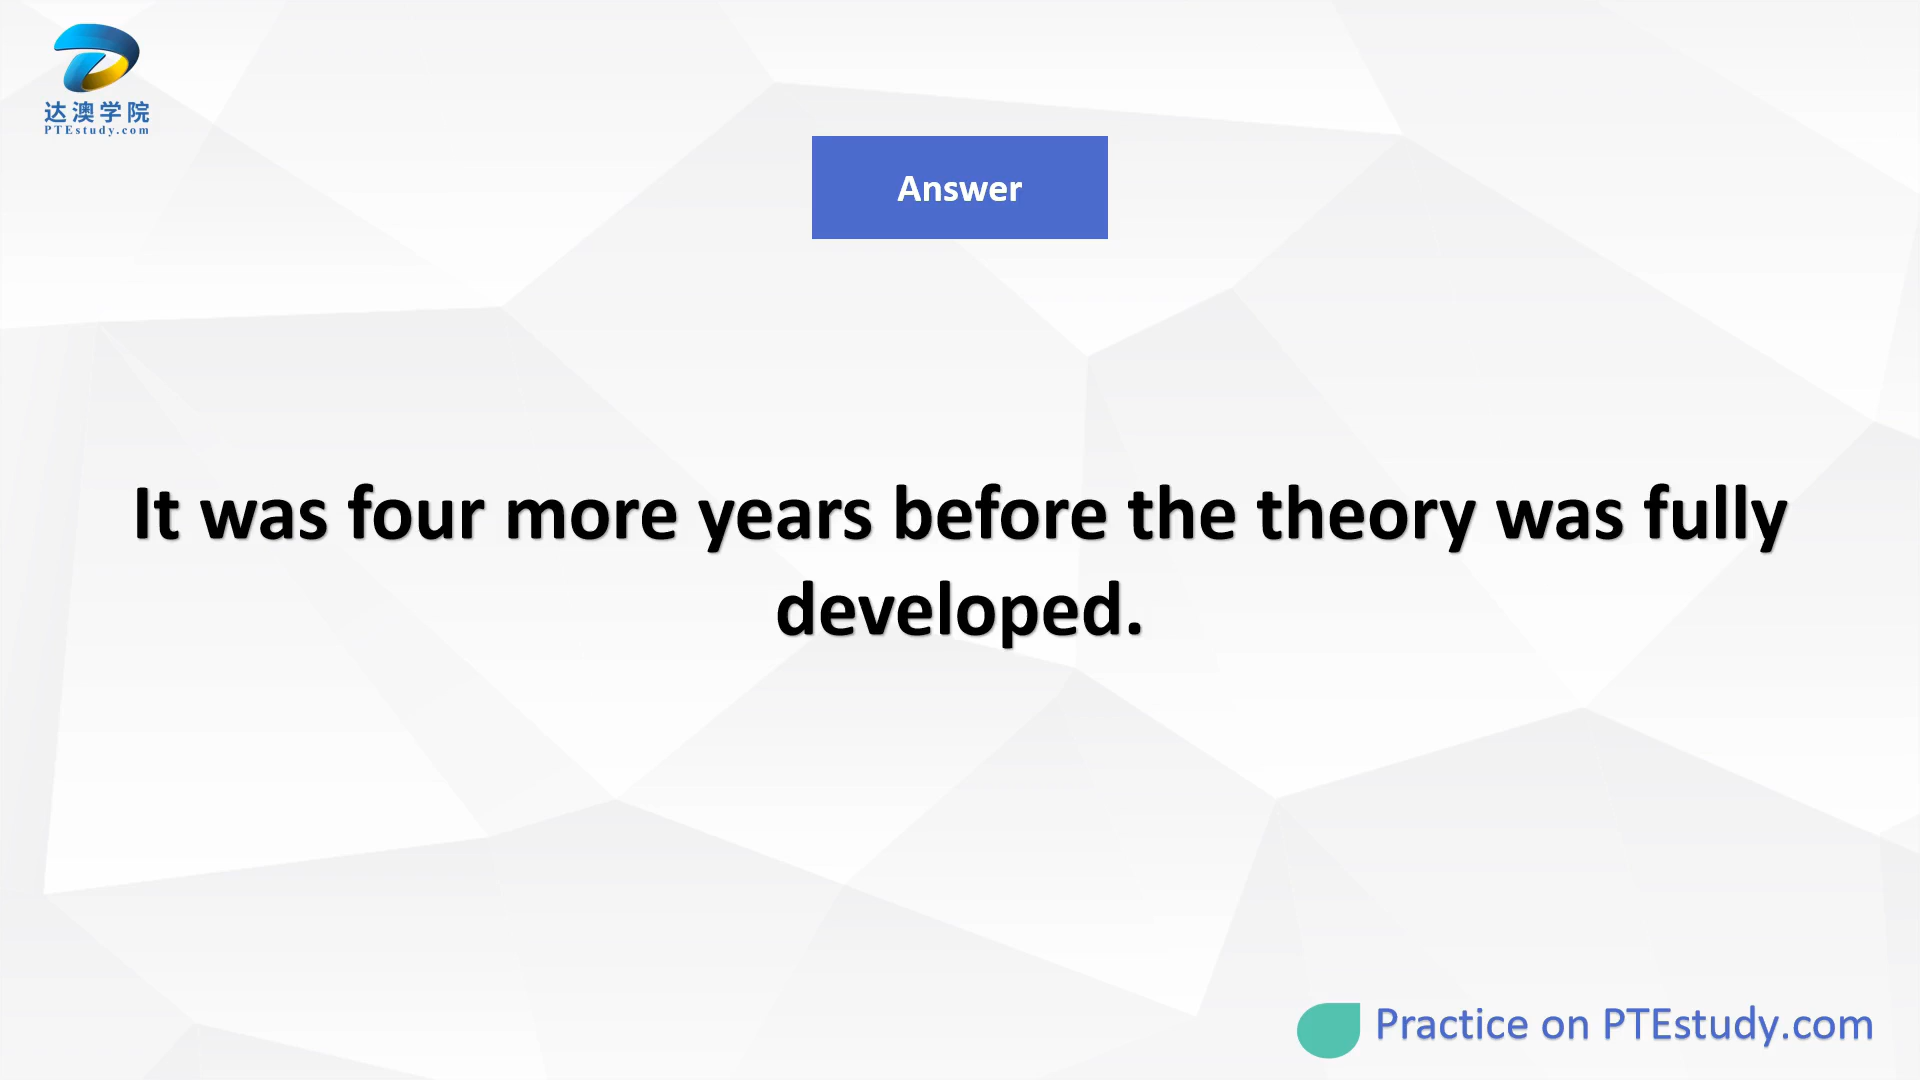 达澳学院
PTEstudy.com
Answer
It was four more years before the theory was fully
developed.
Practice on PTEstudy.com